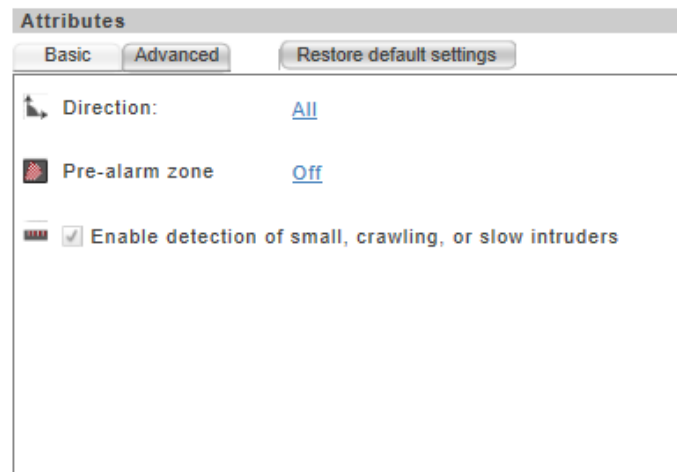 Attributes
Basic Advanced Restore default settings
Direction: All
Pre-alarm zone Off
Enable detection of small, crawling, or slow intruders